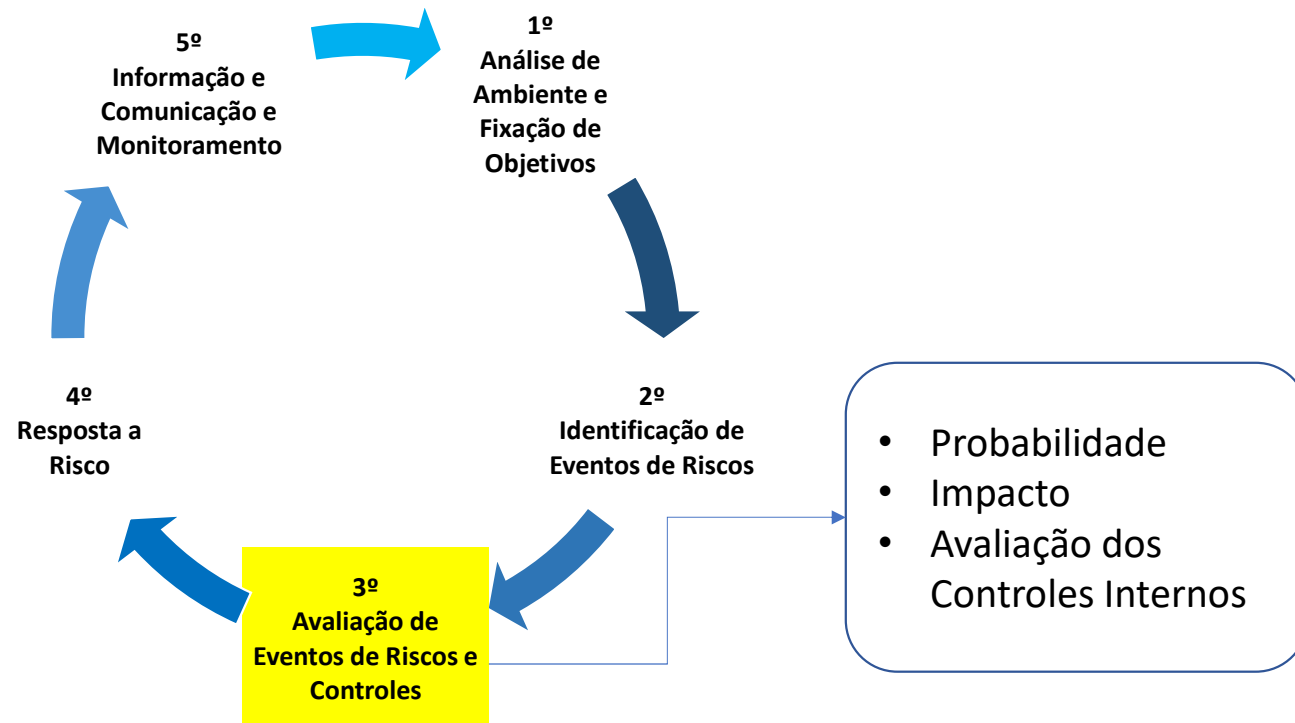 1º
Análise de
Ambiente e
Fixação de
Objetivos
2º
Identificação de
Eventos de Riscos
3º
Avaliação de
Eventos de Riscos e
Controles
4º
Resposta a
Risco
5º
Informação e
Comunicação e
Monitoramento
• Probabilidade
• Impacto
• Avaliação dos
Controles Internos